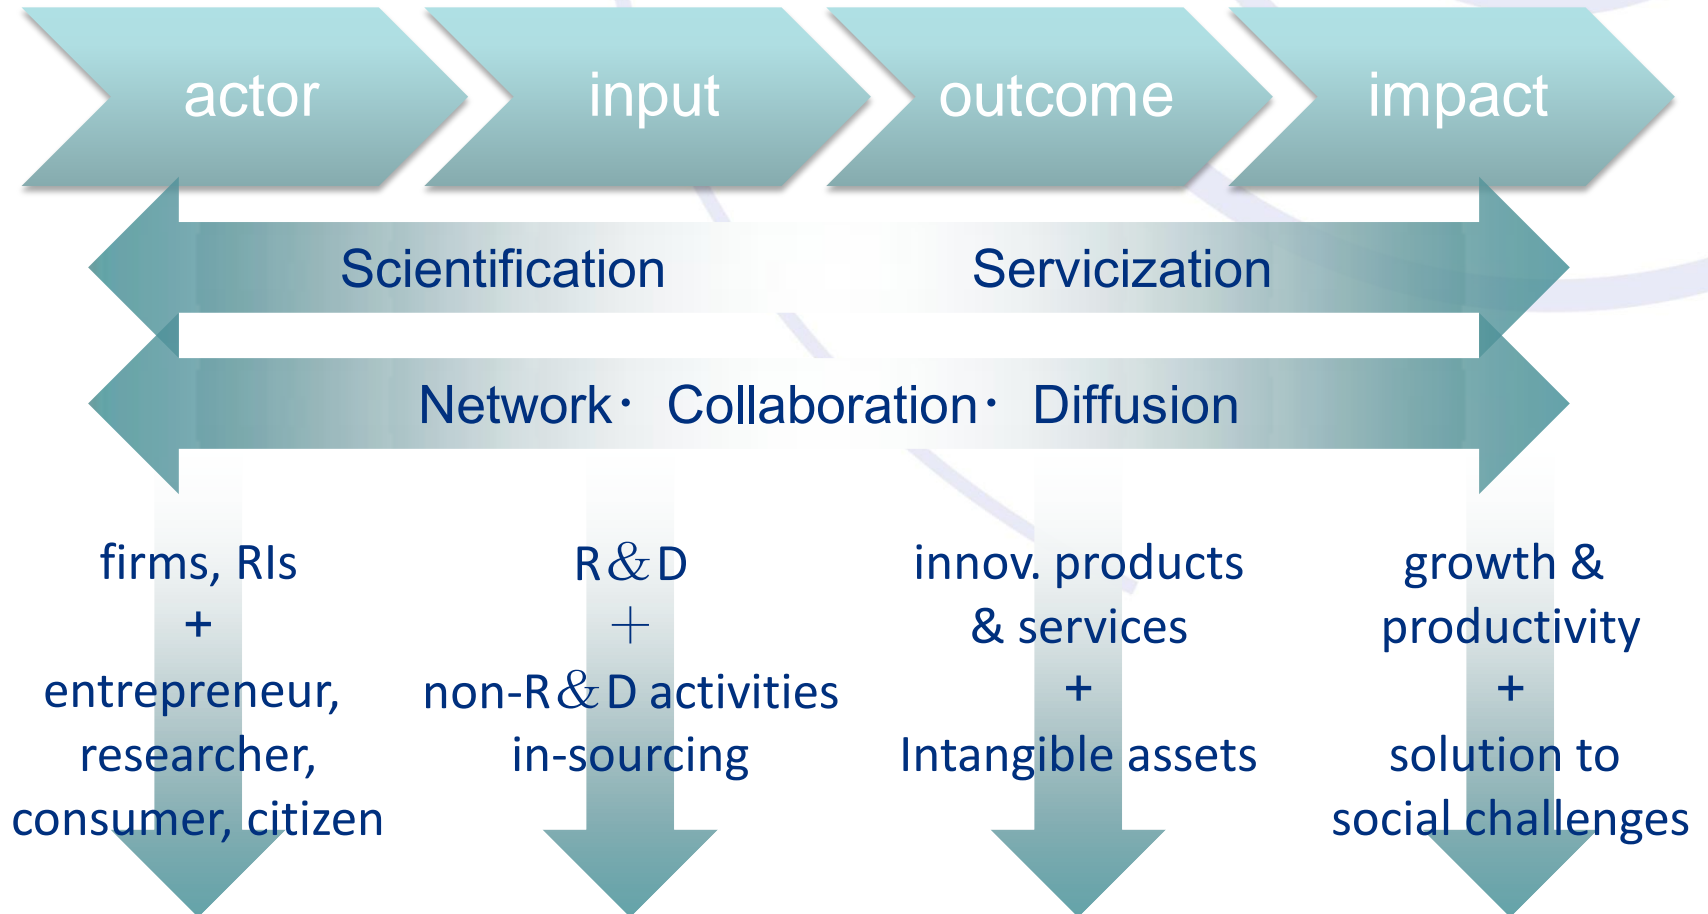 actor
input
outcome
impact
Scientification
Servicization
Network· Collaboration· Diffusion
firms, RIs
+
entrepreneur,
researcher,
consumer, citizen
R&D
+
non-R&D activities
in-sourcing
innov. products
& services
+
Intangible assets
growth &
productivity
+
solution to
social challenges